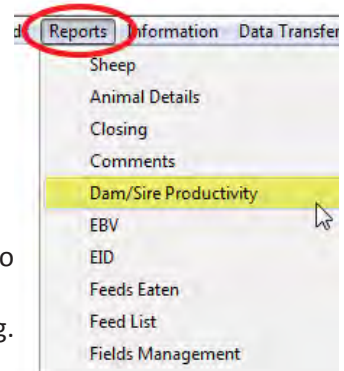 Reports Information Data Transfer
Sheep
Animal Details
Closing
Comments
Dam/Sire Productivity
EBV
EID
Feeds Eaten
Feed List
Fields Management